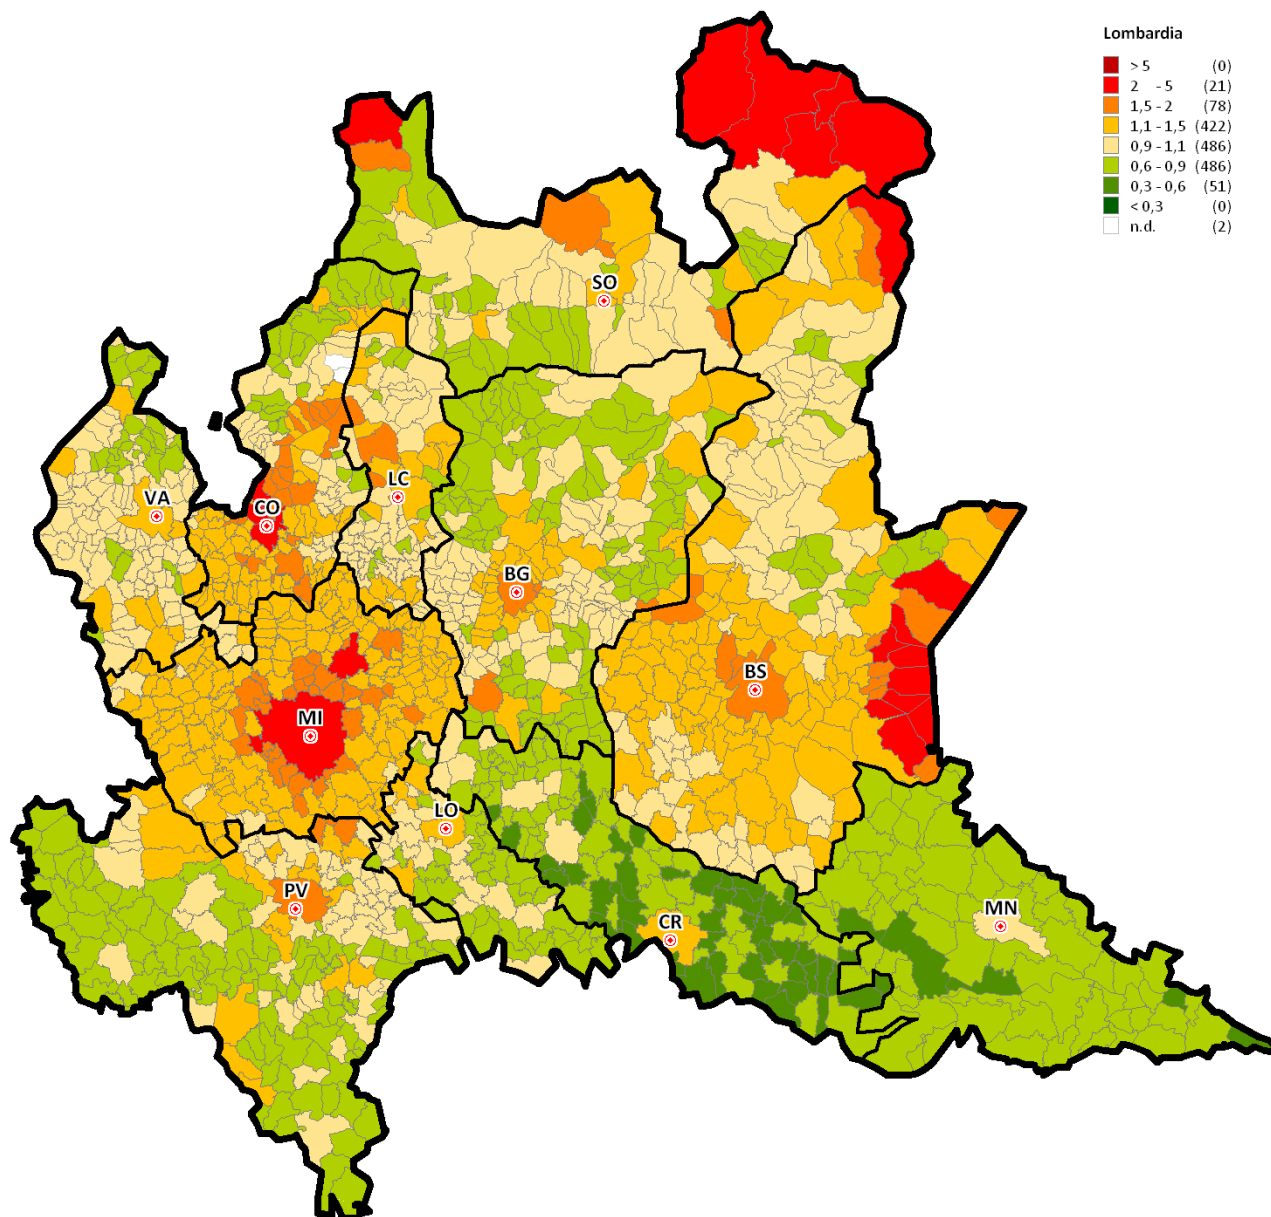 Lombardia
> 5 (0)
2 - 5 (21)
1,5 - 2 (78)
1,1 - 1,5 (422)
0,9 - 1,1 (486)
0,6 - 0,9 (486)
0,3 - 0,6 (51)
< 0,3 (0)
n.d. (2)
SO
LC
VA
CO
BG
BS
MI
LO
PV
CR
MN